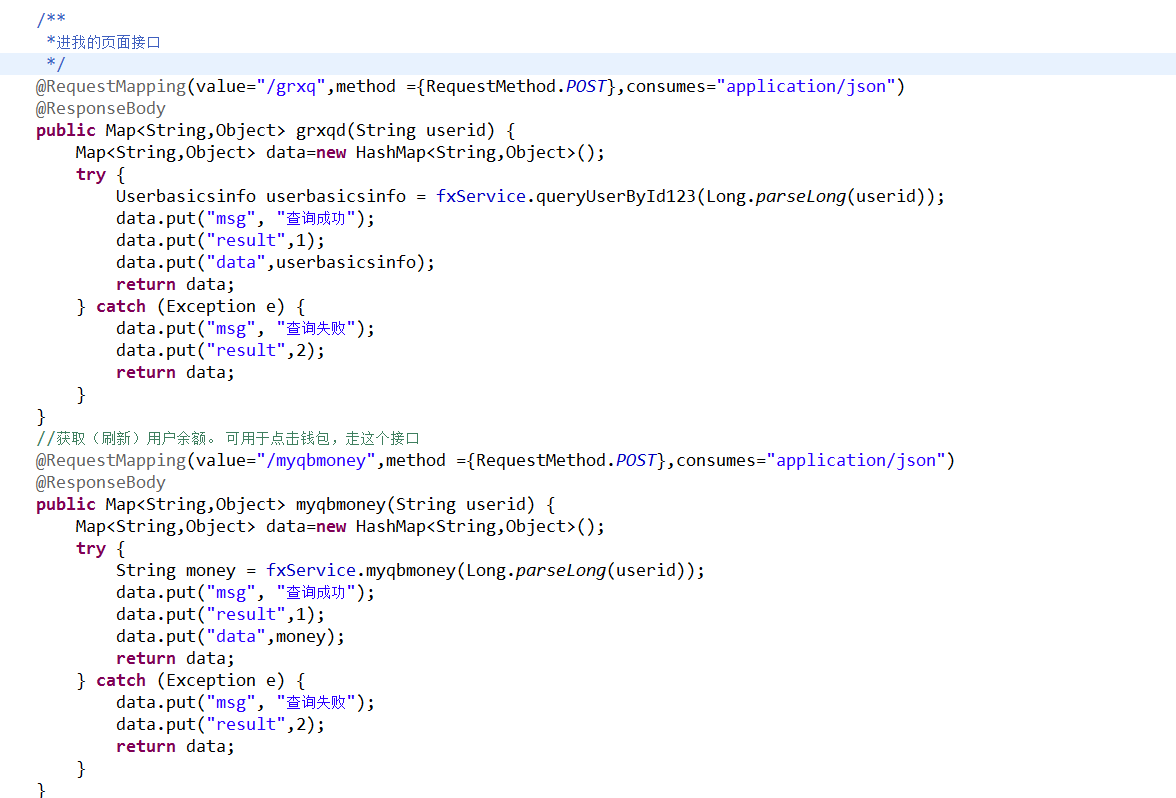 /**
 *进我的页面接口
 */
@RequestMapping(value="/grxq",method ={RequestMethod.POST},consumes="application/json")
@ResponseBody
public Map<String,Object> grxqd(String userid) {
    Map<String,Object> data=new HashMap<String,Object>();
    try {
        Userbasicsinfo userbasicsinfo = fxService.queryUserById123(Long.parseLong(userid));
        data.put("msg", "查询成功");
        data.put("result",1);
        data.put("data",userbasicsinfo);
        return data;
    } catch (Exception e) {
        data.put("msg", "查询失败");
        data.put("result",2);
        return data;
    }
}
//获取（刷新）用户余额。 可用于点击钱包，走这个接口
@RequestMapping(value="/myqbmoney",method ={RequestMethod.POST},consumes="application/json")
@ResponseBody
public Map<String,Object> myqbmoney(String userid) {
    Map<String,Object> data=new HashMap<String,Object>();
    try {
        String money = fxService.myqbmoney(Long.parseLong(userid));
        data.put("msg", "查询成功");
        data.put("result",1);
        data.put("data",money);
        return data;
    } catch (Exception e) {
        data.put("msg", "查询失败");
        data.put("result",2);
        return data;
    }
}